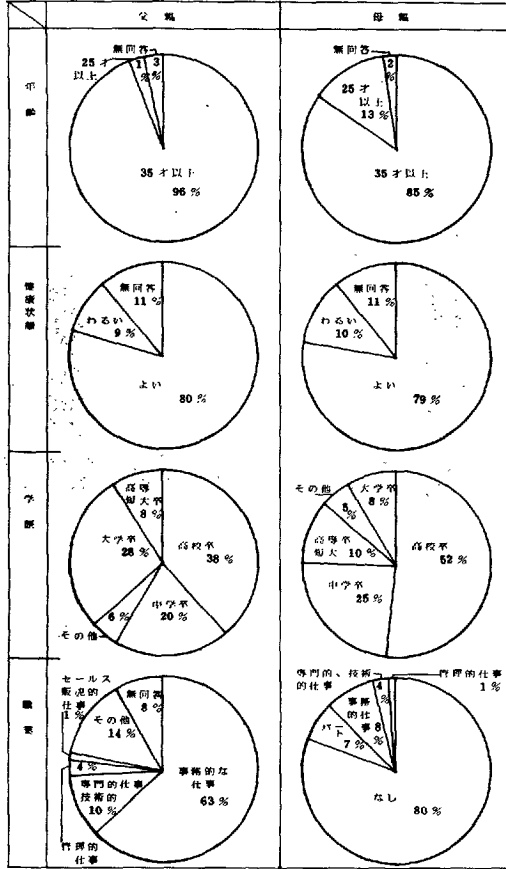 父親
母親
年齢
無回答
3%
25才
以上
1%
35才以上
96%
無回答
2%
25才
以上
13%
35才以上
85%
健康状態
無回答
11%
わるい
9%
よい
80%
無回答
11%
わるい
10%
よい
79%
学歴
高専
短大卒
8%
大学卒
28%
高校卒
38%
6%
その他
中学卒
20%
その他
5%
大学卒
8%
高専卒
短大 10%
高校卒
52%
中学卒
25%
職業
セールス
販売的
仕事
1%
無回答
8%
その他
14%
4%
専門的仕事
技術的
10%
管理的
仕事
事務的な
仕事
63%
専門的、技術
的仕事
4%
管理的仕事
1%
事務
的仕
事 8%
パート
7%
なし
80%